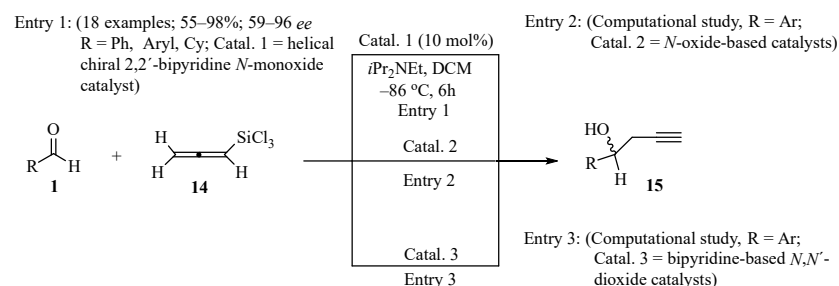 Entry 1: (18 examples; 55–98%; 59–96 ee
R = Ph, Aryl, Cy; Catal. 1 = helical
chiral 2,2´-bipyridine N-monoxide
catalyst)
Catal. 1 (10 mol%)
iPr2NEt, DCM
–86 ºC, 6h
Entry 1
Catal. 2
Entry 2
Catal. 3
Entry 3
Entry 2: (Computational study, R = Ar;
Catal. 2 = N-oxide-based catalysts)
O
R
H
1
+
H
H
SiCl3
H
14
HO
R
H
15
Entry 3: (Computational study, R = Ar;
Catal. 3 = bipyridine-based N,N´-
dioxide catalysts)